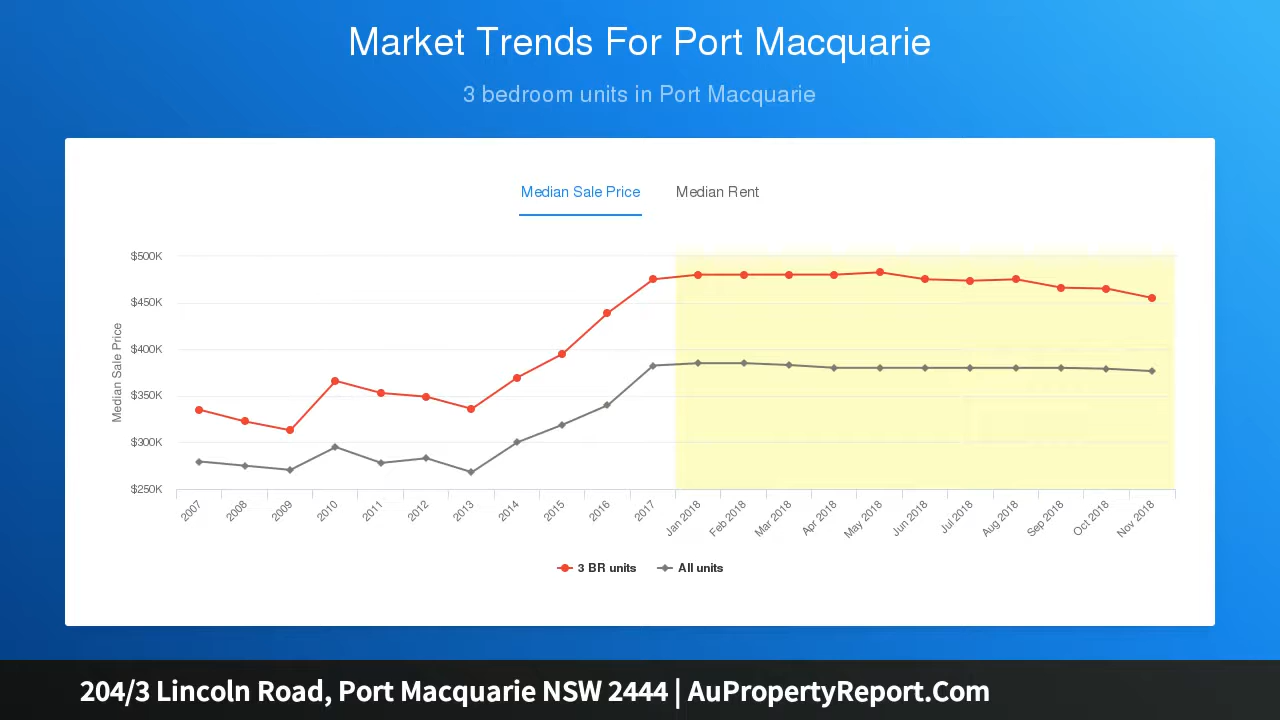 Market Trends For Port Macquarie
3 bedroom units in Port Macquarie
Median Sale Price
Median Rent
Median Sale Price
$500K
$450K
$400K
$350K
$300K
$250K
2007
2008
2009
2010
2011
2012
2013
2014
2015
2016
2017
Jan 2018
Feb 2018
Mar 2018
Apr 2018
May 2018
Jun 2018
Jul 2018
Aug 2018
Sep 2018
Oct 2018
Nov 2018
3 BR units
All units
204/3 Lincoln Road, Port Macquarie NSW 2444 | AuPropertyReport.Com